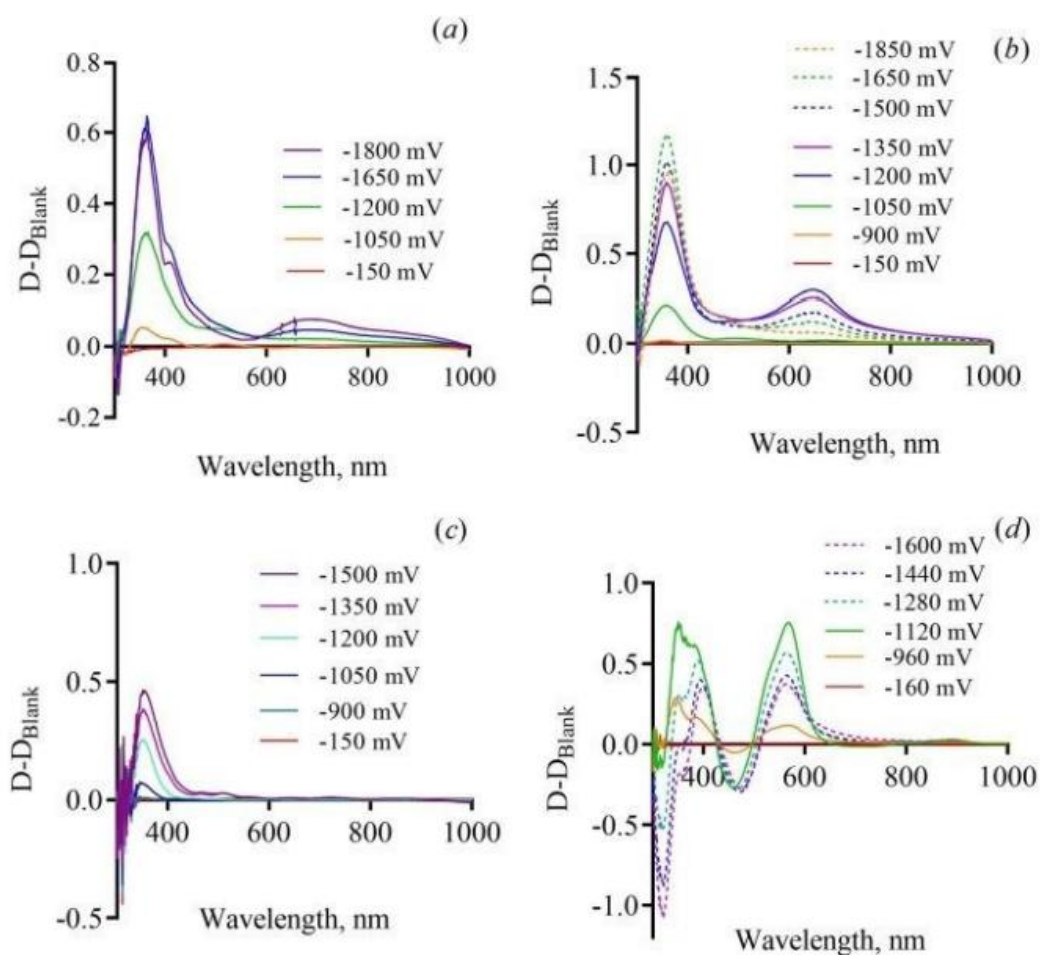 (a)
0.8
0.6
0.4
0.2
0.0
-0.2
D-D_Blank
-1800 mV
-1650 mV
-1200 mV
-1050 mV
-150 mV
400
600
800
1000
Wavelength, nm
(b)
1.5
1.0
0.5
0.0
-0.5
D-D_Blank
-1850 mV
-1650 mV
-1500 mV
-1350 mV
-1200 mV
-1050 mV
-900 mV
-150 mV
400
600
800
1000
Wavelength, nm
(c)
1.0
0.5
0.0
-0.5
D-D_Blank
-1500 mV
-1350 mV
-1200 mV
-1050 mV
-900 mV
-150 mV
400
600
800
1000
Wavelength, nm
(d)
1.0
0.5
0.0
-0.5
-1.0
D-D_Blank
-1600 mV
-1440 mV
-1280 mV
-1120 mV
-960 mV
-160 mV
400
600
800
1000
Wavelength, nm